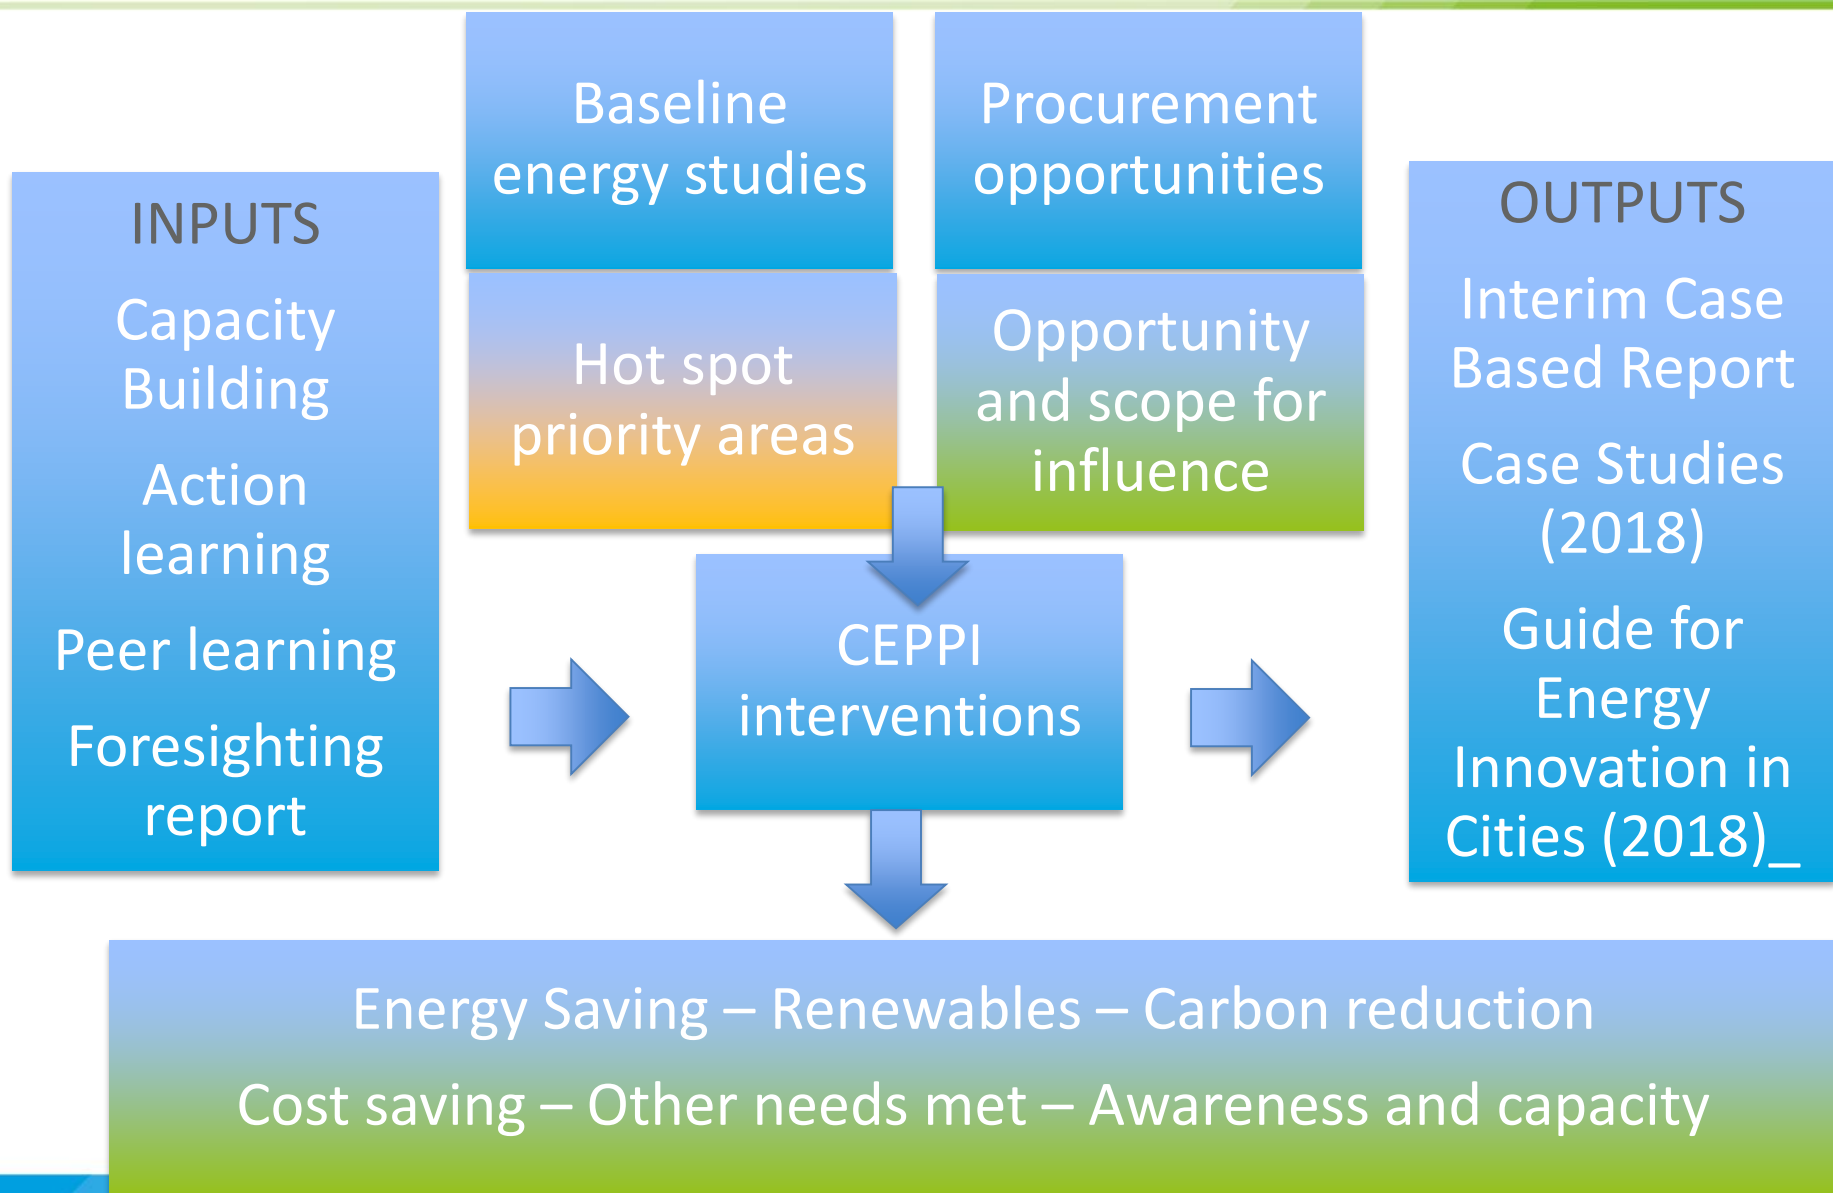 Baseline
energy studies
Procurement
opportunities
INPUTS
Capacity
Building
Action
learning
Peer learning
Foresighting
report
Hot spot
priority areas
Opportunity
and scope for
influence
CEPPI
interventions
OUTPUTS
Interim Case
Based Report
Case Studies
(2018)
Guide for
Energy
Innovation in
Cities (2018)_
Energy Saving – Renewables – Carbon reduction
Cost saving – Other needs met – Awareness and capacity